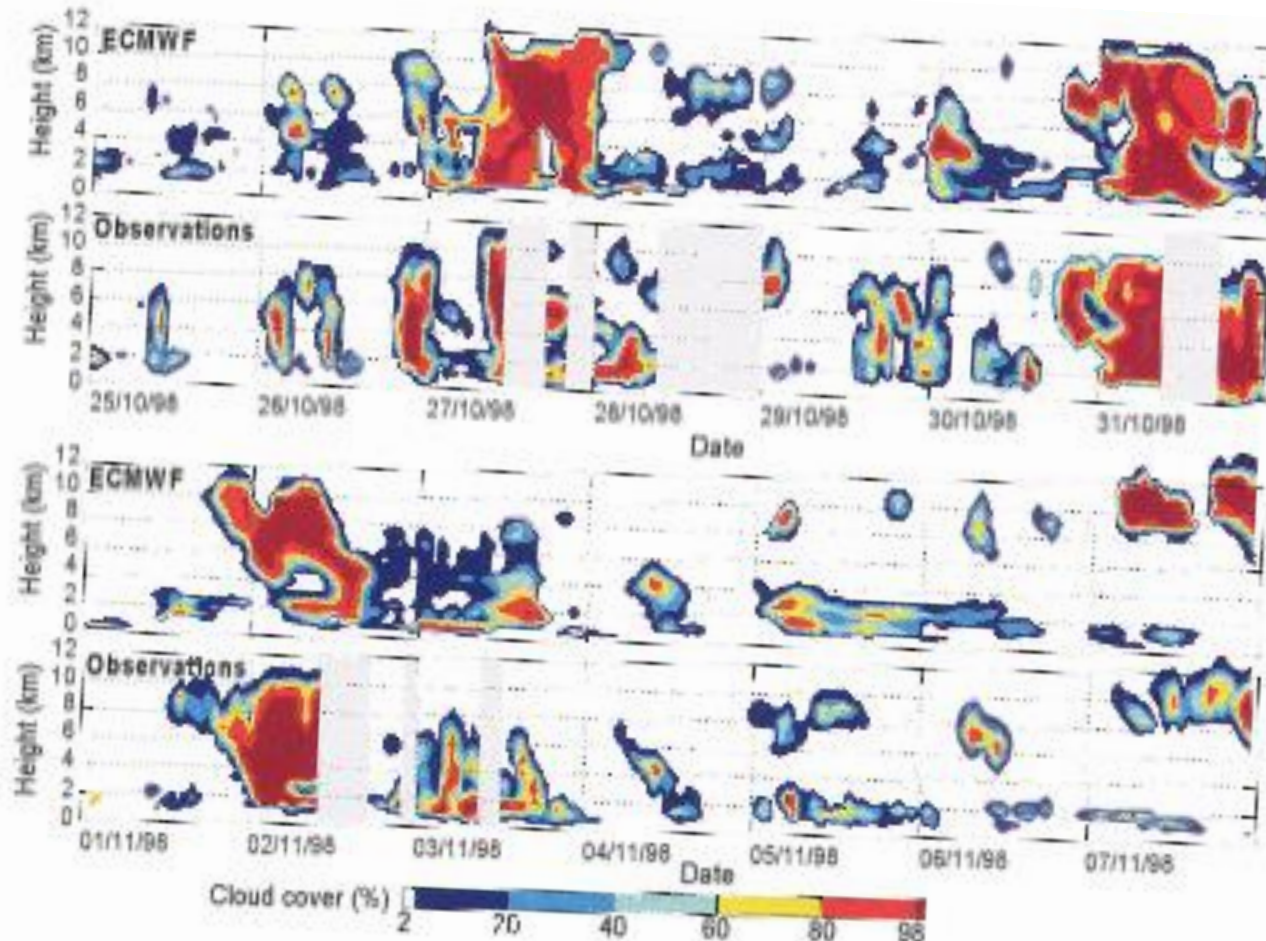 12
10
8
6
4
2
0
Height (km)
ECMWF
12
10
8
6
4
2
0
Height (km)
Observations
25/10/98 26/10/98 27/10/98 28/10/98 29/10/98 30/10/98 31/10/98
Date
12
10
8
6
4
2
0
Height (km)
ECMWF
12
10
8
6
4
2
0
Height (km)
Observations
01/11/98 02/11/98 03/11/98 04/11/98 05/11/98 06/11/98 07/11/98
Date
Cloud cover (%)
2 20 40 60 80 98